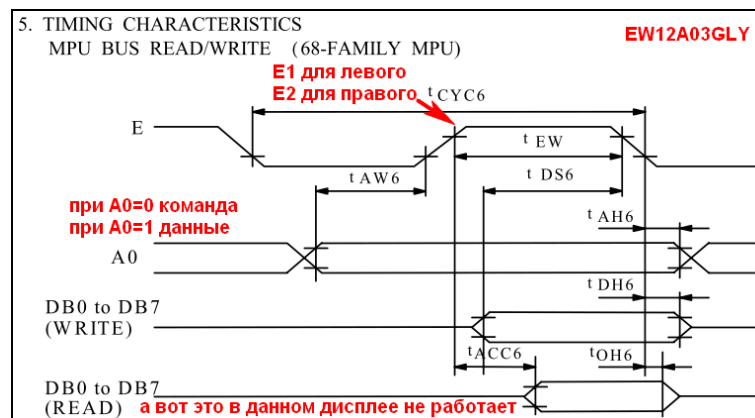 5. TIMING CHARACTERISTICS
MPU BUS READ/WRITE (68-FAMILY MPU)
EW12A03GLY
E1 для левого
E2 для правого
tCYC6
E
tEW
tAW6
tDS6
при A0=0 команда
при A0=1 данные
tAH6
A0
tDH6
DB0 to DB7
(WRITE)
tACC6
tOH6
DB0 to DB7
(READ)
а вот это в данном дисплее не работает